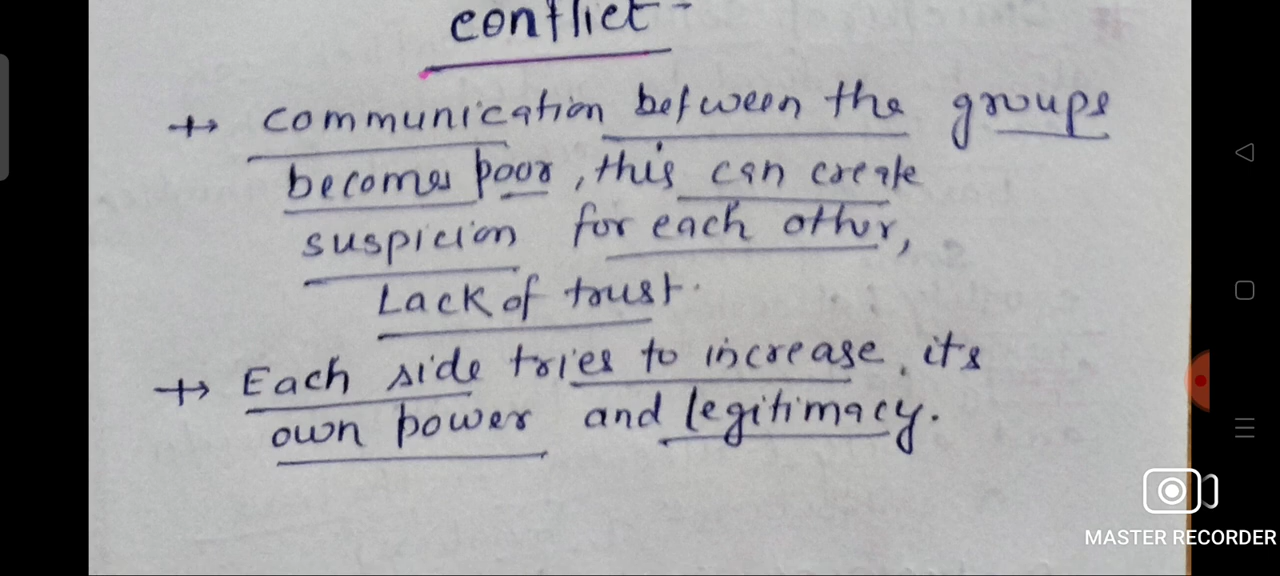 conflict -
→ communication between the groups
becomes poor, this can create
suspicion for each other,
Lack of trust.
→ Each side tries to increase its
own power and legitimacy.
MASTER RECORDER